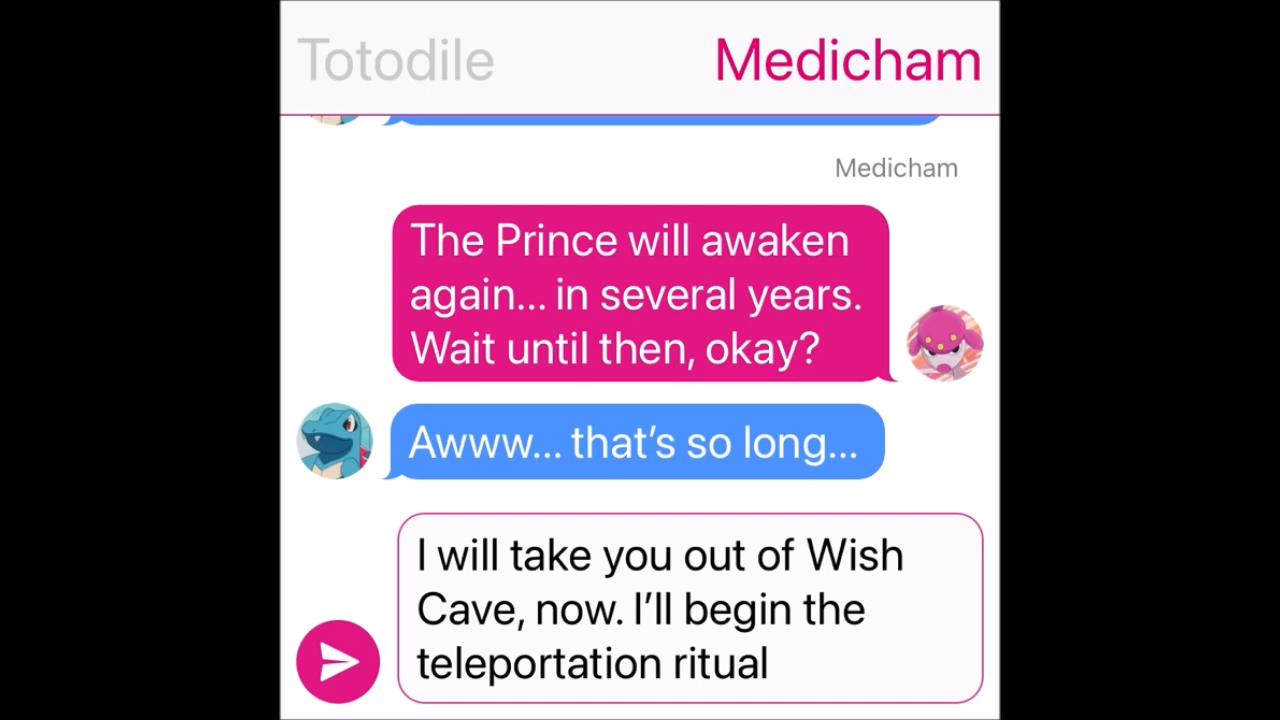 Totodile
Medicham
Medicham
The Prince will awaken
again... in several years.
Wait until then, okay?
Awww... that’s so long...
I will take you out of Wish
Cave, now. I’ll begin the
teleportation ritual